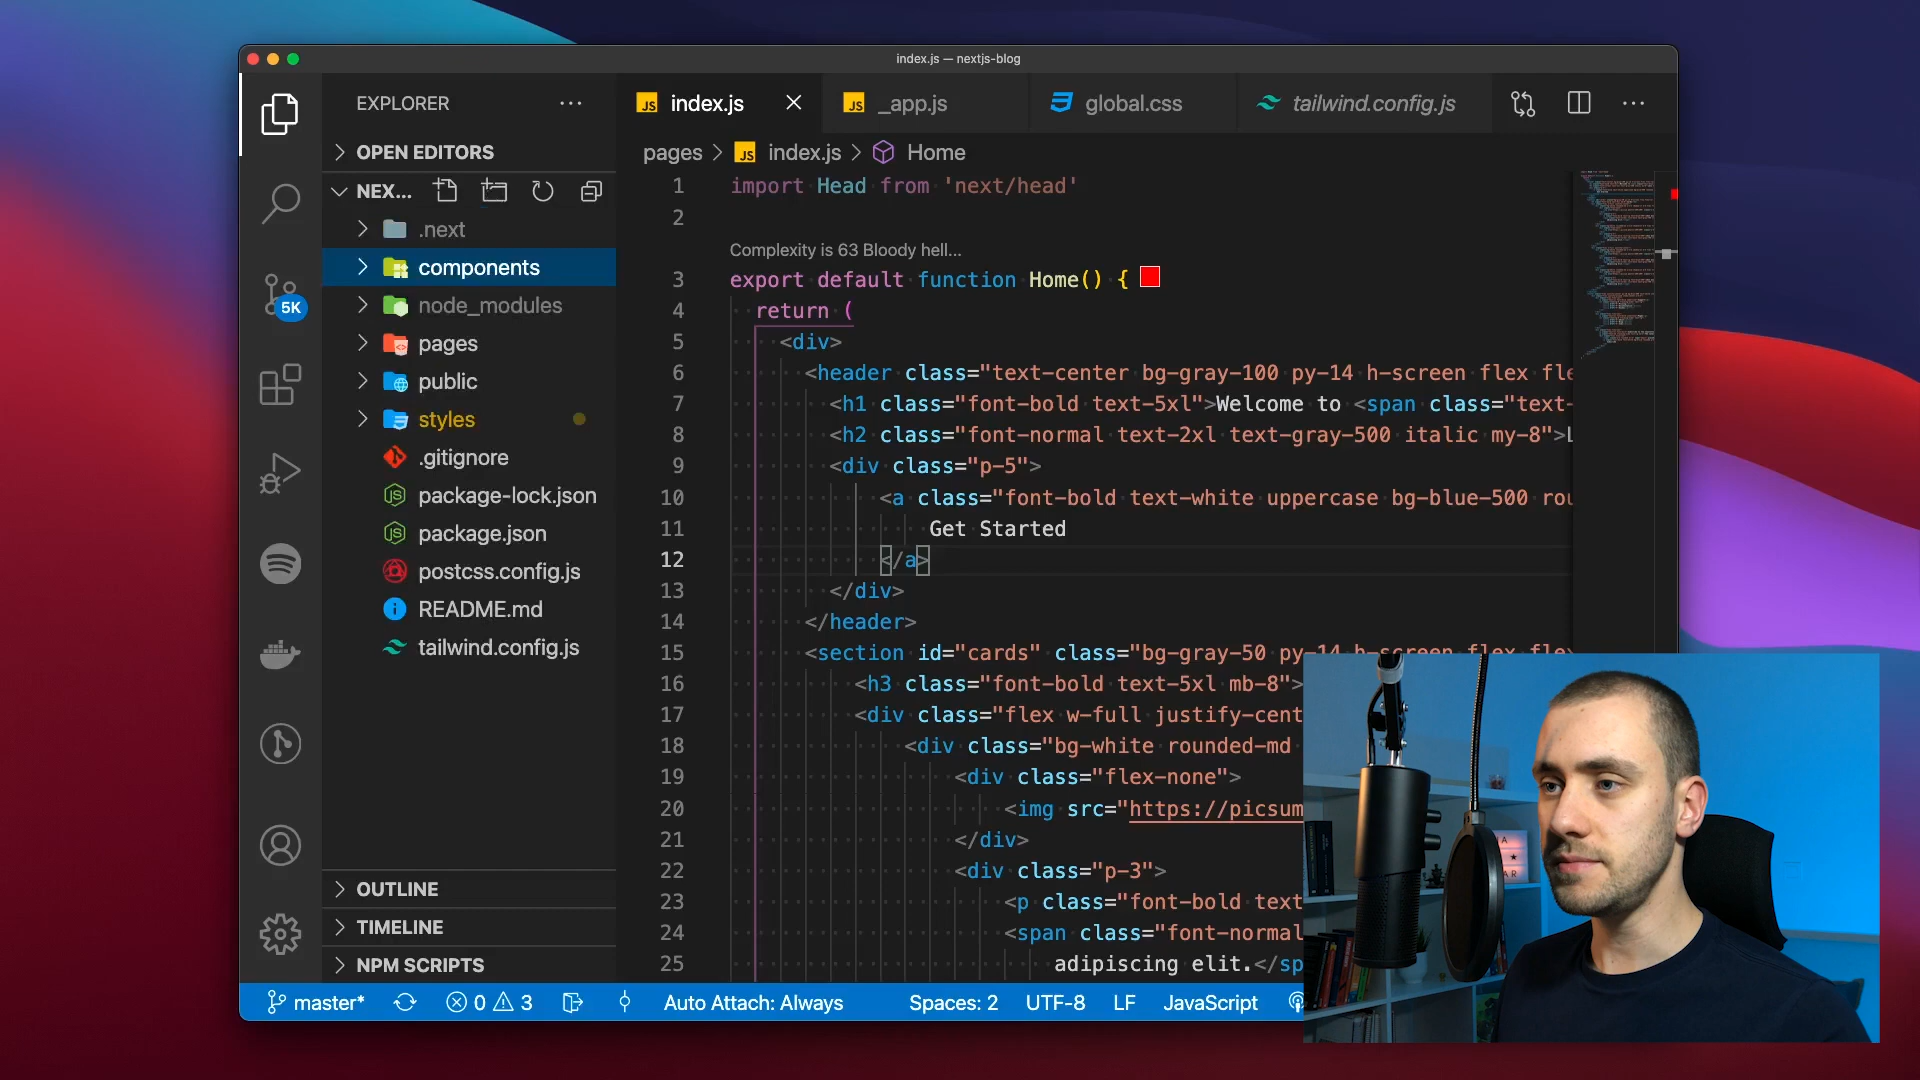 index.js — nextjs-blog
EXPLORER
OPEN EDITORS
NEX...
.next
components
node_modules
pages
public
styles
.gitignore
package-lock.json
package.json
postcss.config.js
README.md
tailwind.config.js
OUTLINE
TIMELINE
NPM SCRIPTS
5K
JS index.js
JS _app.js
global.css
tailwind.config.js
pages > JS index.js > Home
1 import Head from 'next/head'
2
Complexity is 63 Bloody hell...
3 export default function Home() {
4 return (
5 <div>
6 <header class="text-center bg-gray-100 py-14 h-screen flex fle
7 <h1 class="font-bold text-5xl">Welcome to <span class="text-
8 <h2 class="font-normal text-2xl text-gray-500 italic my-8">L
9 <div class="p-5">
10 <a class="font-bold text-white uppercase bg-blue-500 rou
11 Get Started
12 </a>
13 </div>
14 </header>
15 <section id="cards" class="bg-gray-50 py-14 h-screen flex flex
16 <h3 class="font-bold text-5xl mb-8">
17 <div class="flex w-full justify-cent
18 <div class="bg-white rounded-md
19 <div class="flex-none">
20 <img src="https://picsum
21 </div>
22 <div class="p-3">
23 <p class="font-bold text
24 <span class="font-normal
25 adipiscing elit.</sp
master* 0 3 Auto Attach: Always Spaces: 2 UTF-8 LF JavaScript